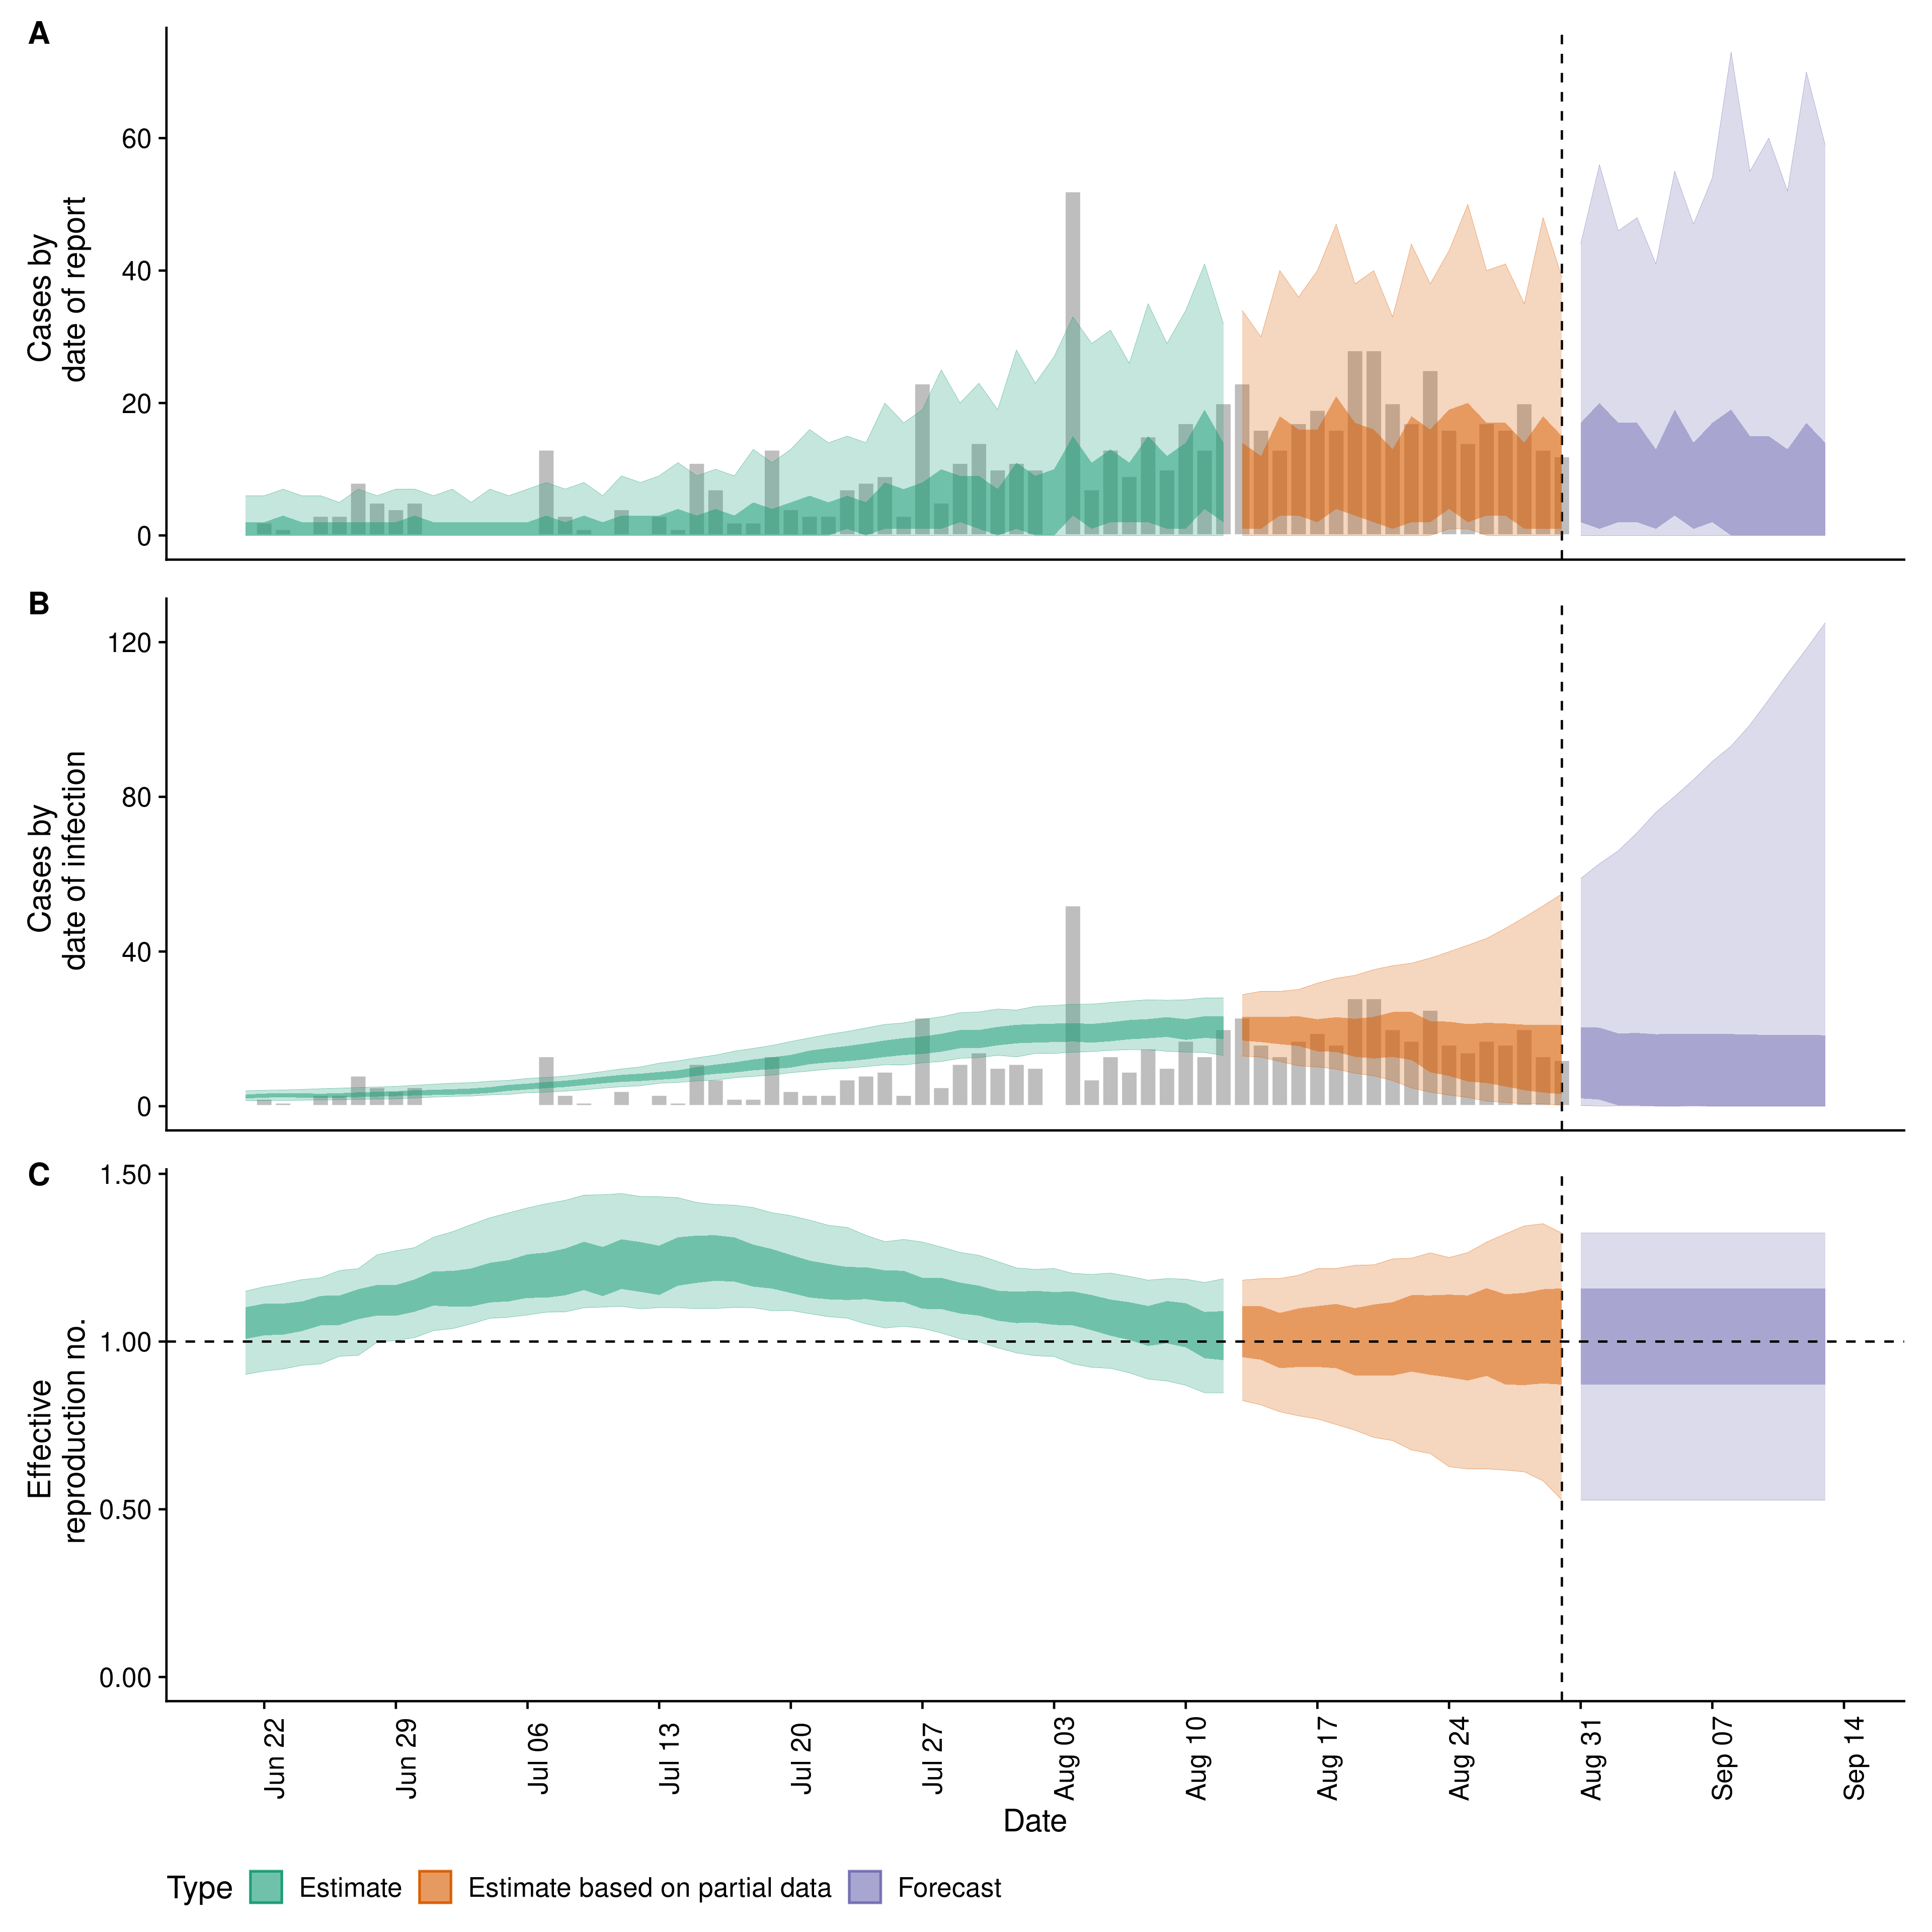 A
Cases by
date of report
60
40
20
0
B
Cases by
date of infection
120
80
40
0
C
Effective
reproduction no.
1.50
1.00
0.50
0.00
Jun 22
Jun 29
Jul 06
Jul 13
Jul 20
Jul 27
Aug 03
Aug 10
Aug 17
Aug 24
Aug 31
Sep 07
Sep 14
Date
Type Estimate Estimate based on partial data Forecast